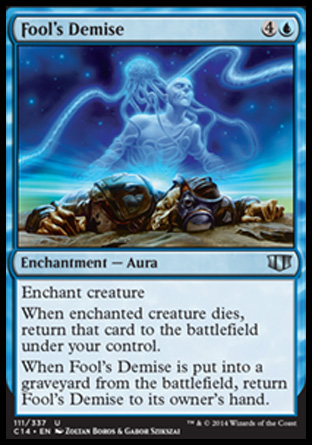 Fool's Demise 4
Enchantment — Aura
Enchant creature
When enchanted creature dies,
return that card to the battlefield
under your control.
When Fool's Demise is put into a
graveyard from the battlefield, return
Fool's Demise to its owner's hand.
111/337 U
C14 • EN Zoltan Boros & Gabor Szikszai
™ & © 2014 Wizards of the Coast